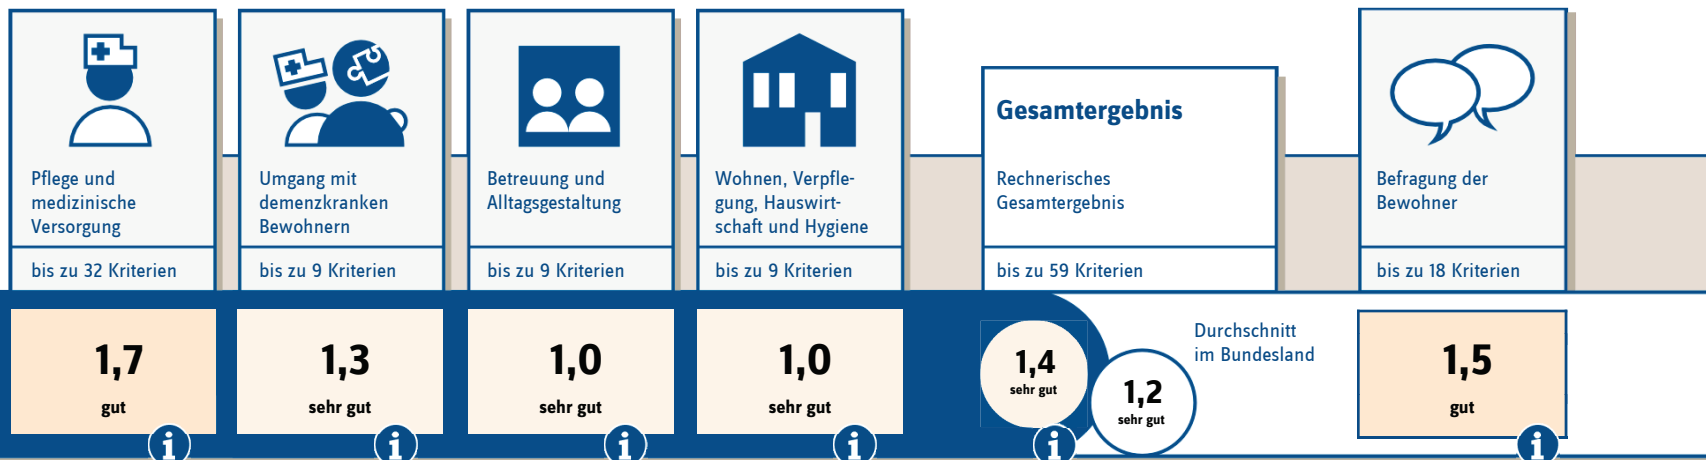 Pflege und
medizinische
Versorgung
bis zu 32 Kriterien
1,7
gut
i
Umgang mit
demenzkranken
Bewohnern
bis zu 9 Kriterien
1,3
sehr gut
i
Betreuung und
Alltagsgestaltung
bis zu 9 Kriterien
1,0
sehr gut
i
Wohnen, Verpfle-
gung, Hauswirt-
schaft und Hygiene
bis zu 9 Kriterien
1,0
sehr gut
i
Gesamtergebnis
Rechnerisches
Gesamtergebnis
bis zu 59 Kriterien
1,4
sehr gut
i
1,2
sehr gut
Durchschnitt
im Bundesland
Befragung der
Bewohner
bis zu 18 Kriterien
1,5
gut
i